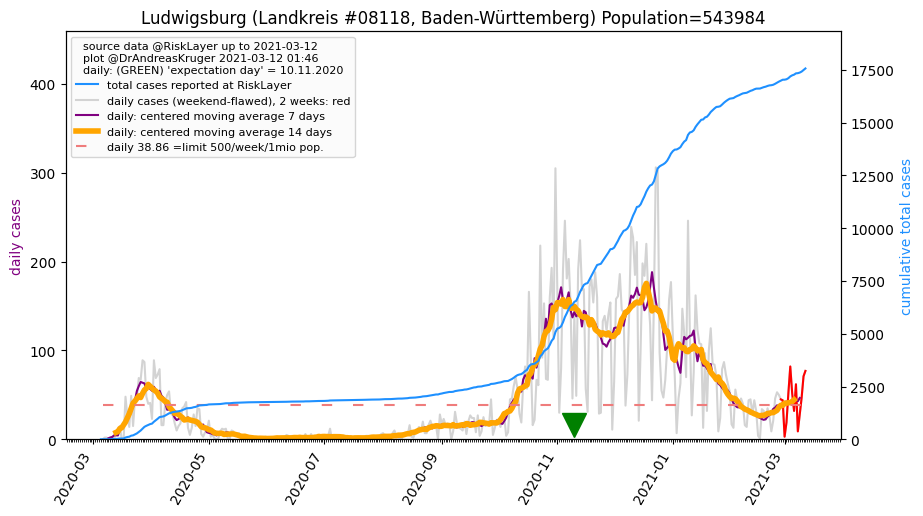 Ludwigsburg (Landkreis #08118, Baden-Württemberg) Population=543984
source data @RiskLayer up to 2021-03-12
plot @DrAndreasKruger 2021-03-12 01:46
daily: (GREEN) 'expectation day' = 10.11.2020
total cases reported at RiskLayer
daily cases (weekend-flawed), 2 weeks: red
daily: centered moving average 7 days
daily: centered moving average 14 days
daily 38.86 =limit 500/week/1mio pop.
daily cases
400
300
200
100
0
cumulative total cases
17500
15000
12500
10000
7500
5000
2500
0
2020-03
2020-05
2020-07
2020-09
2020-11
2021-01
2021-03